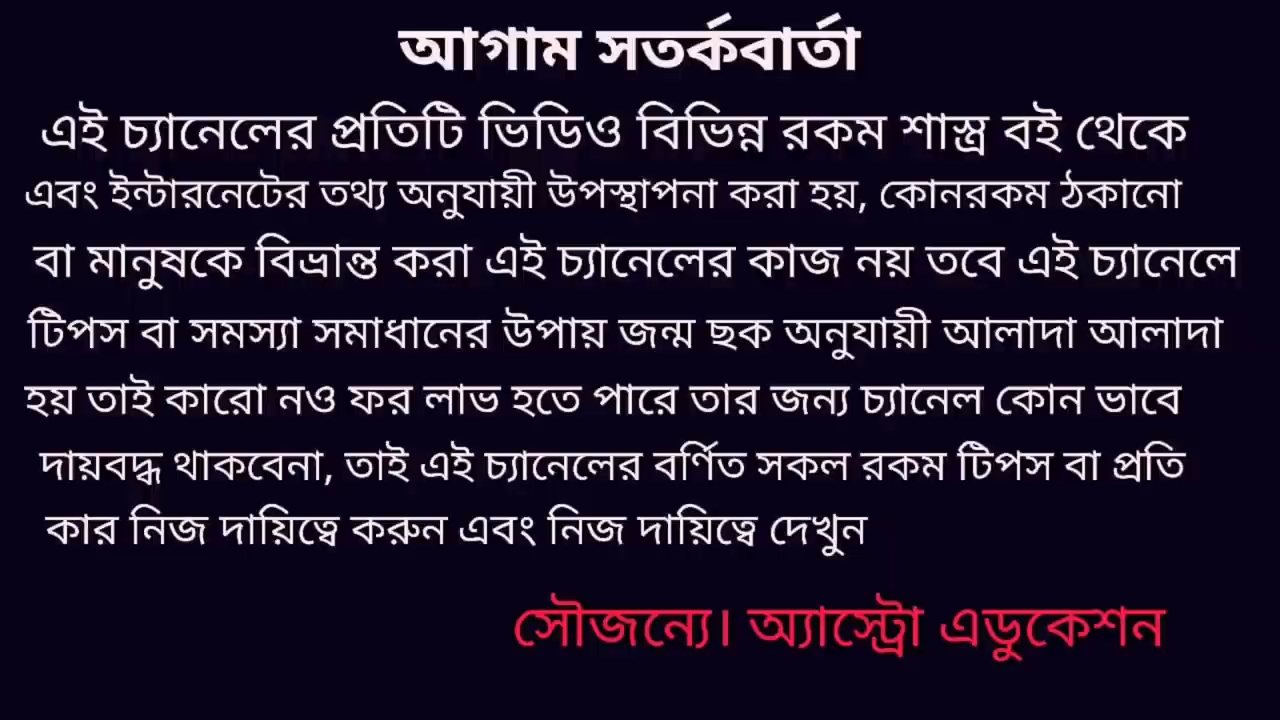 আগাম সতর্কবার্তা
এই চ্যানেলের প্রতিটি ভিডিও বিভিন্ন রকম শাস্ত্র বই থেকে
এবং ইন্টারনেটের তথ্য অনুযায়ী উপস্থাপনা করা হয়, কোনরকম ঠকানো
বা মানুষকে বিভ্রান্ত করা এই চ্যানেলের কাজ নয় তবে এই চ্যানেলে
টিপস বা সমস্যা সমাধানের উপায় জন্ম ছক অনুযায়ী আলাদা আলাদা
হয় তাই কারো নও ফর লাভ হতে পারে তার জন্য চ্যানেল কোন ভাবে
দায়বদ্ধ থাকবেনা, তাই এই চ্যানেলের বর্ণিত সকল রকম টিপস বা প্রতি
কার নিজ দায়িত্বে করুন এবং নিজ দায়িত্বে দেখুন
সৌজন্যে। অ্যাস্ট্রো এডুকেশন